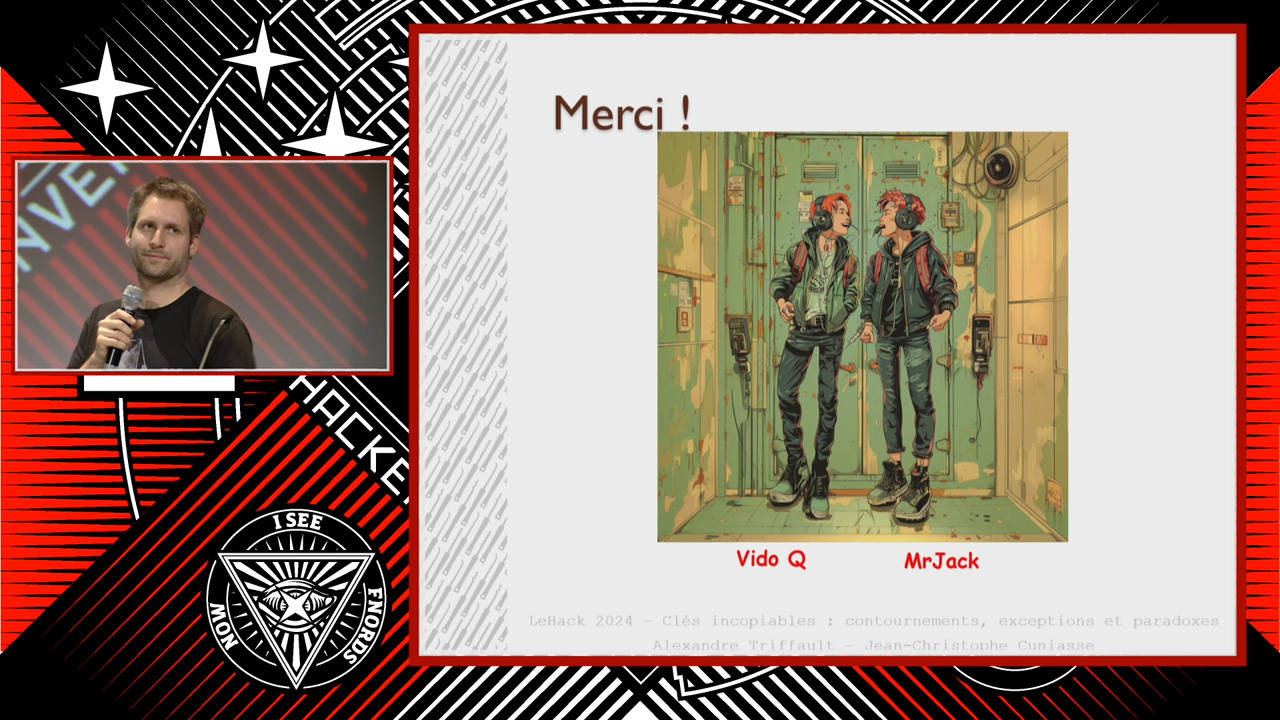 Merci !
Vido Q
MrJack
LeHack 2024 – Clés incopiables : contournements, exceptions et paradoxes
Alexandre Triffault – Jean-Christophe Cuniasse
HACKE
I SEE
FNORDS
NOW